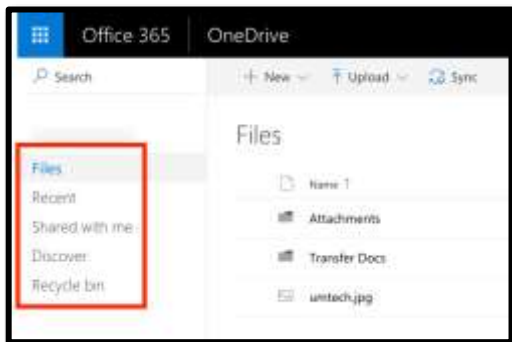 Office 365 OneDrive
Search
+ New Upload Sync
Files
Files
Recent
Shared with me
Discover
Recycle bin
Name ↑
Attachments
Transfer Docs
umtech.jpg